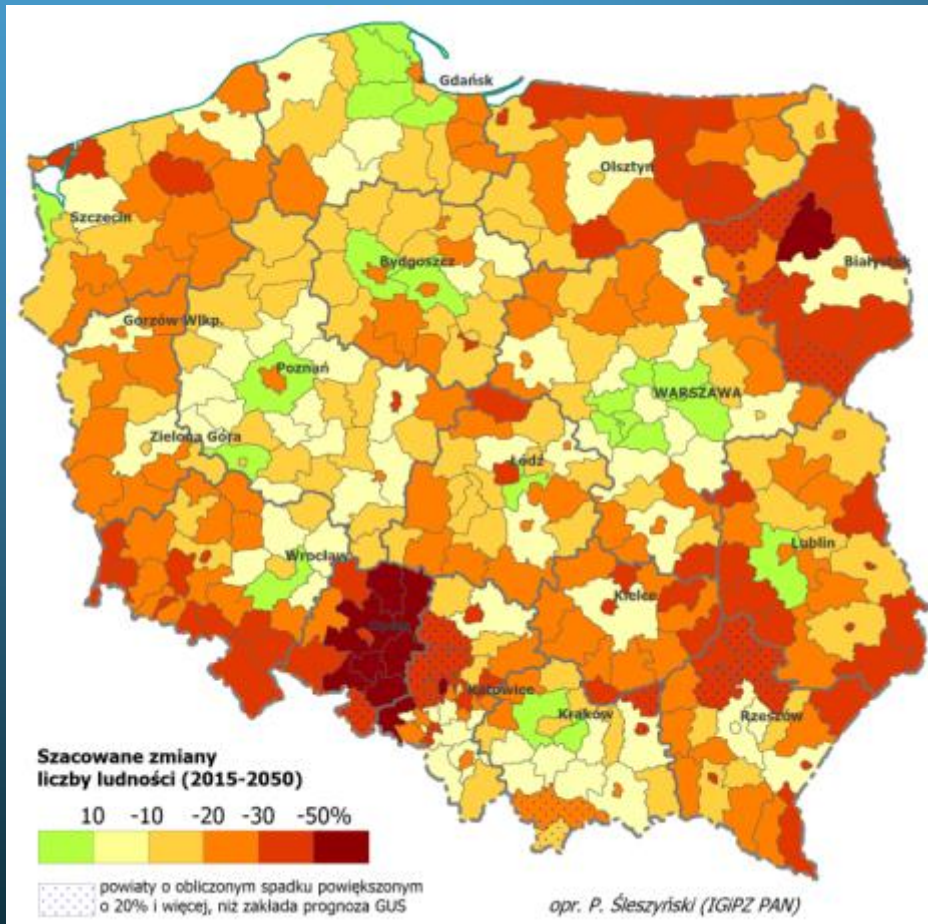 Gdańsk
Olsztyn
Szczecin
Białystok
Bydgoszcz
Gorzów Wlkp.
Poznań
WARSZAWA
Zielona Góra
Łódź
Lublin
Wrocław
Kielce
Opole
Katowice
Kraków
Rzeszów
Szacowane zmiany
liczby ludności (2015-2050)
10 -10 -20 -30 -50%
powiaty o obliczonym spadku powiększonym
o 20% i więcej, niż zakłada prognoza GUS
opr. P. Śleszyński (IGiPZ PAN)